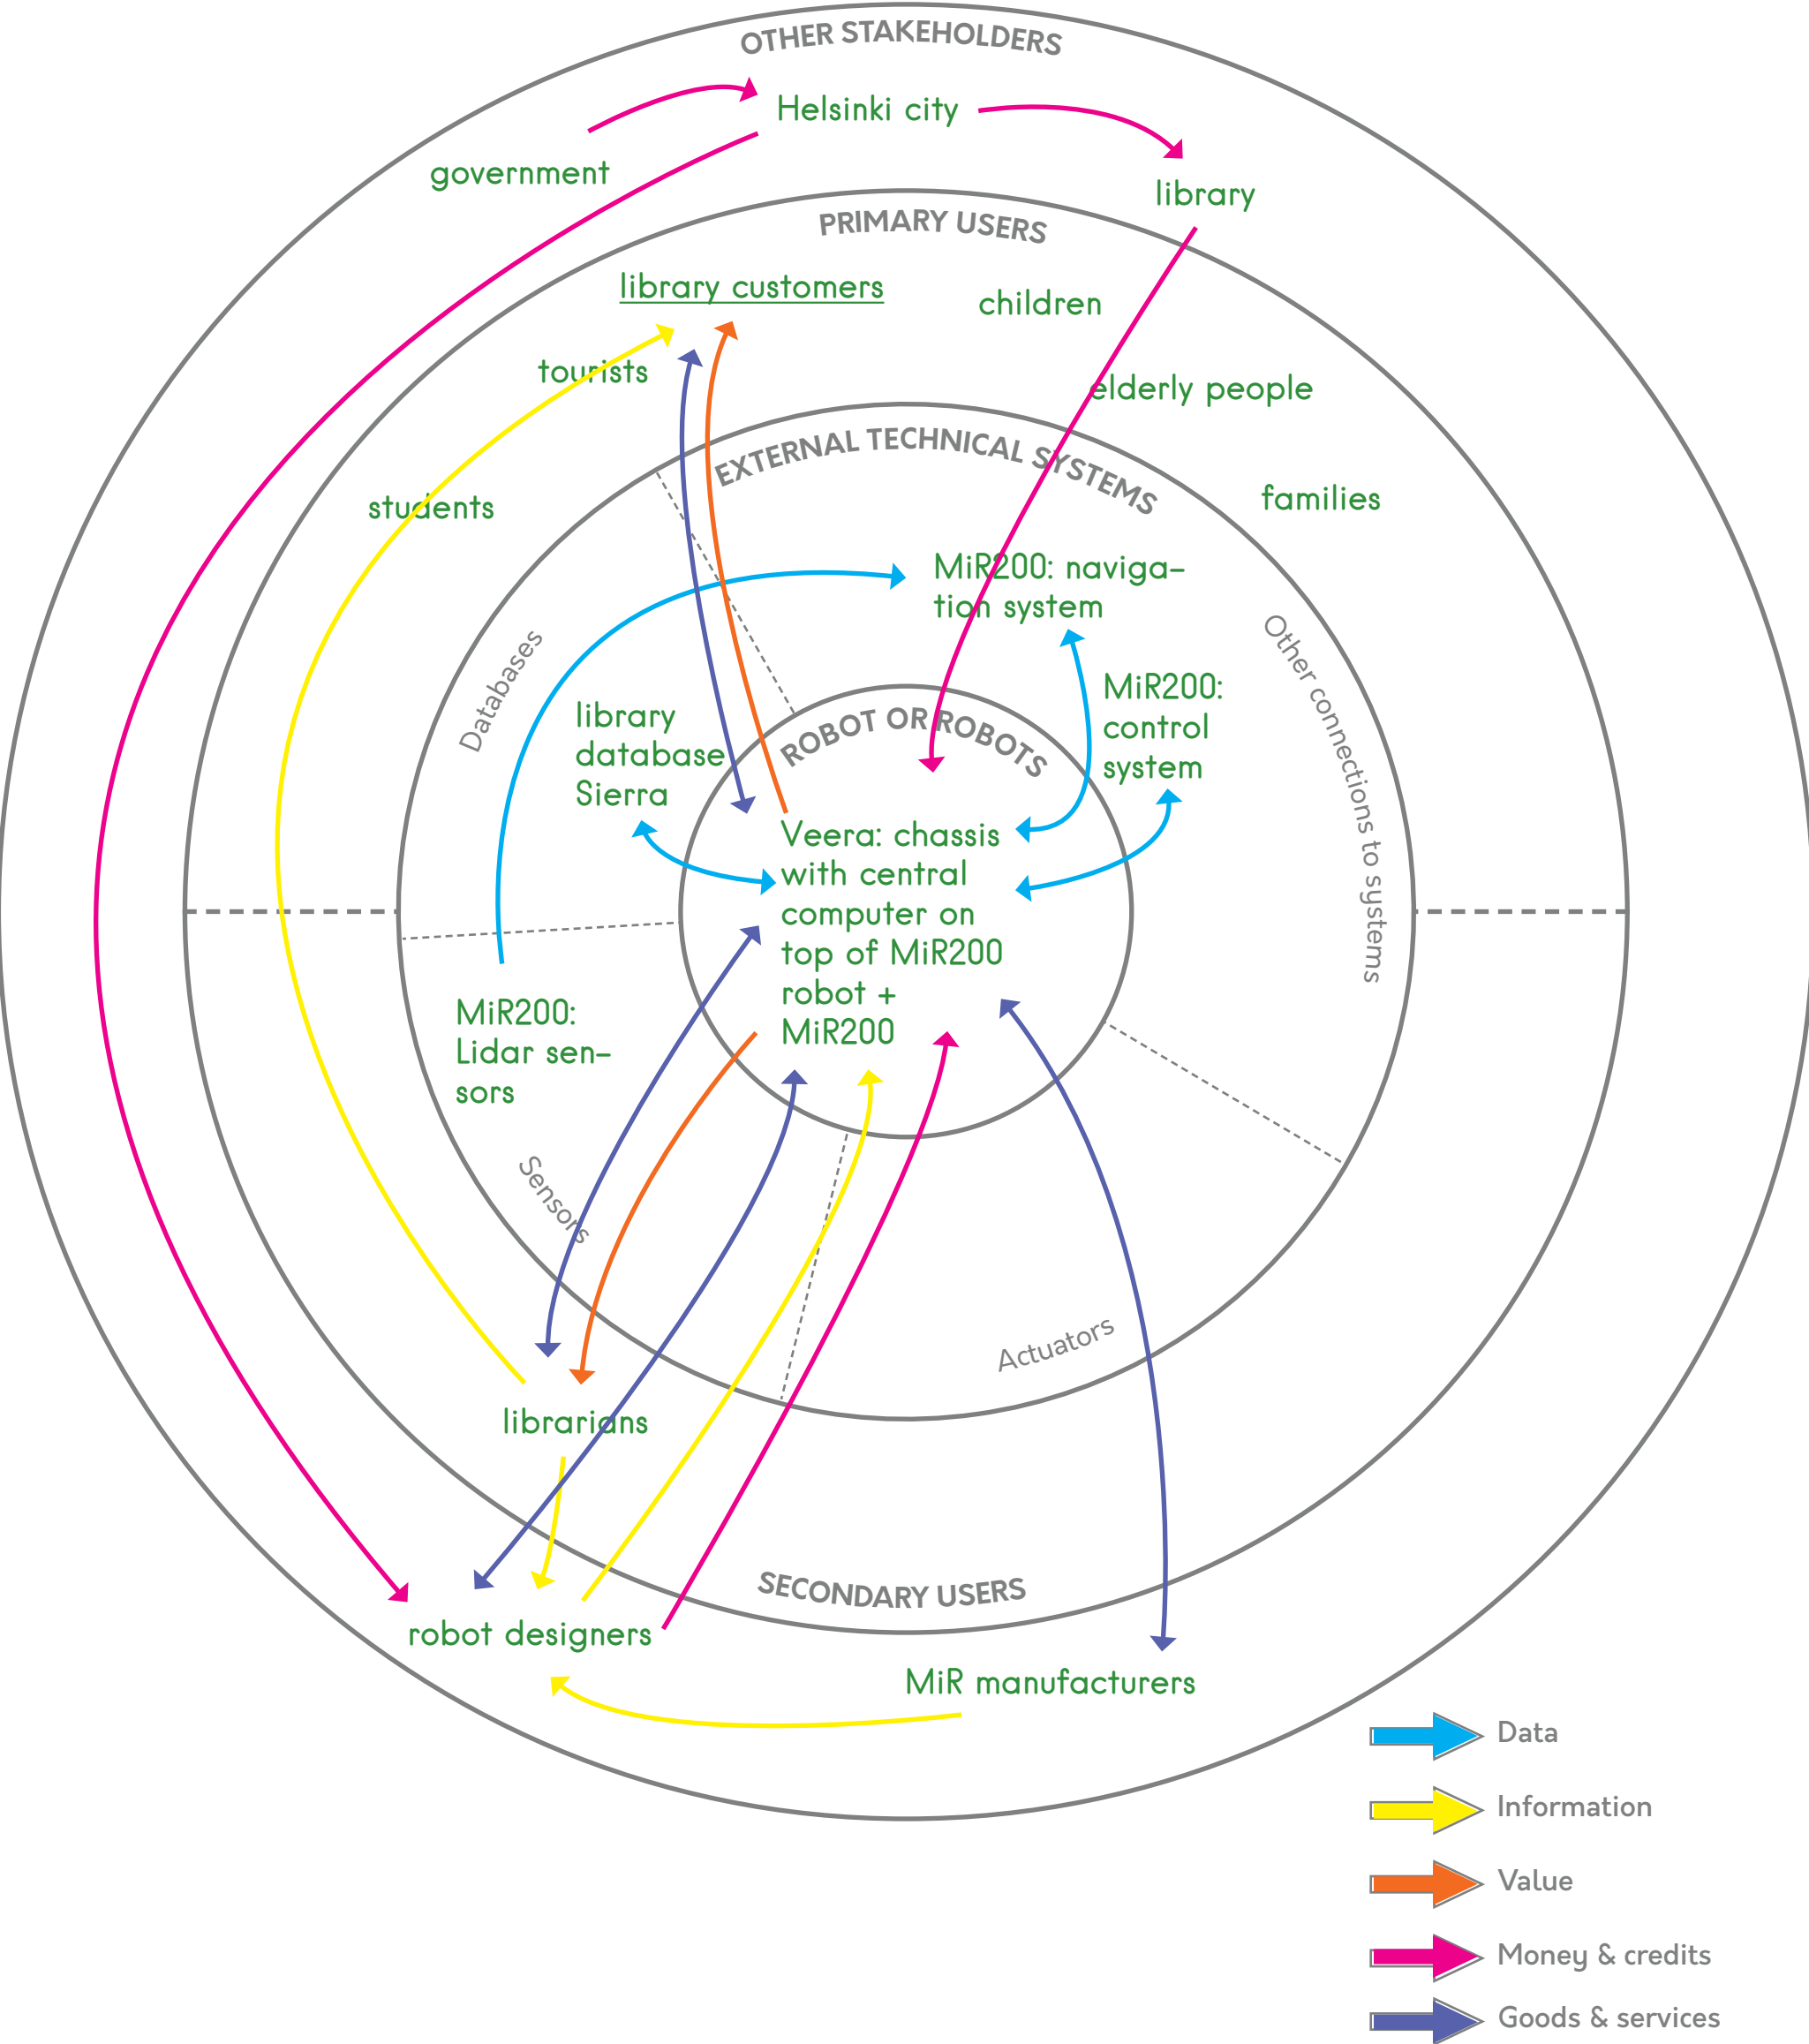 OTHER STAKEHOLDERS
Helsinki city
government
library
PRIMARY USERS
library customers
children
tourists
elderly people
EXTERNAL TECHNICAL SYSTEMS
students
families
MiR200: naviga-
tion system
Databases
Other connections to systems
library
database
Sierra
MiR200:
control
system
ROBOT OR ROBOTS
Veera: chassis
with central
computer on
top of MiR200
robot +
MiR200
MiR200:
Lidar sen-
sors
Sensors
Actuators
librarians
SECONDARY USERS
robot designers
MiR manufacturers
Data
Information
Value
Money & credits
Goods & services